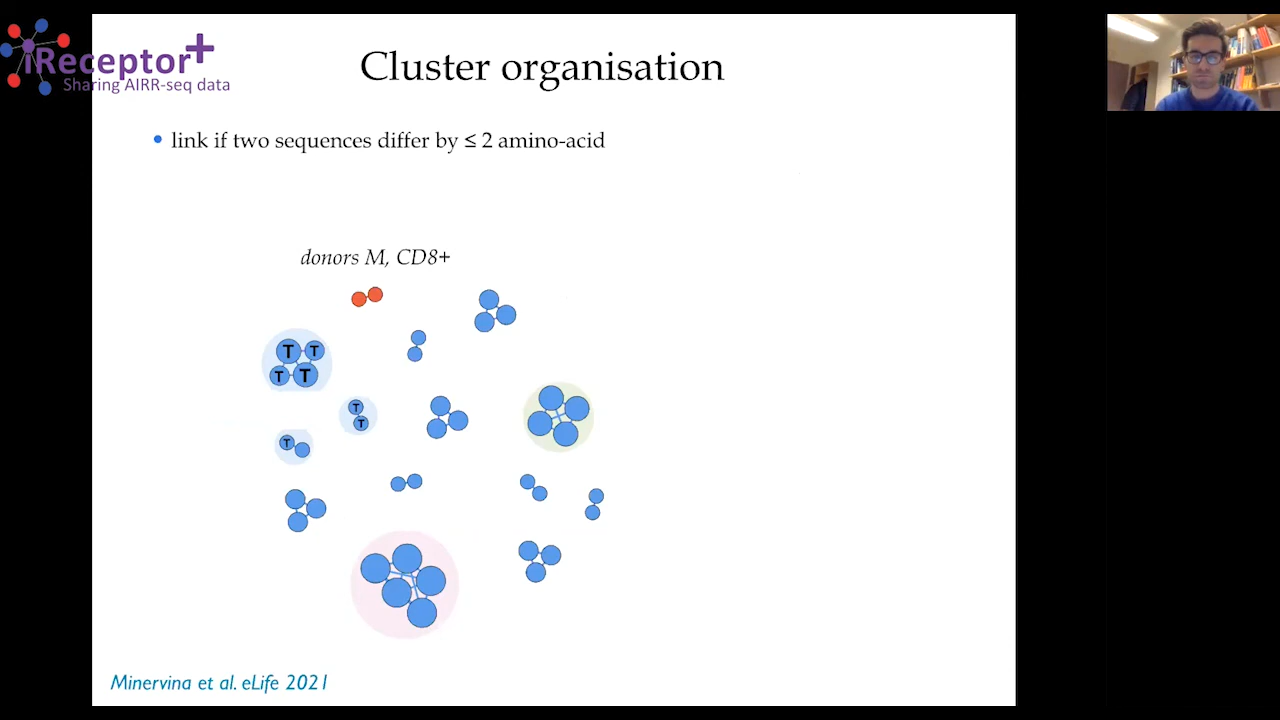 iReceptor+
Sharing AIRR-seq data
Cluster organisation
• link if two sequences differ by ≤ 2 amino-acid
donors M, CD8+
T T
T T
T
T
T
Minervina et al. eLife 2021